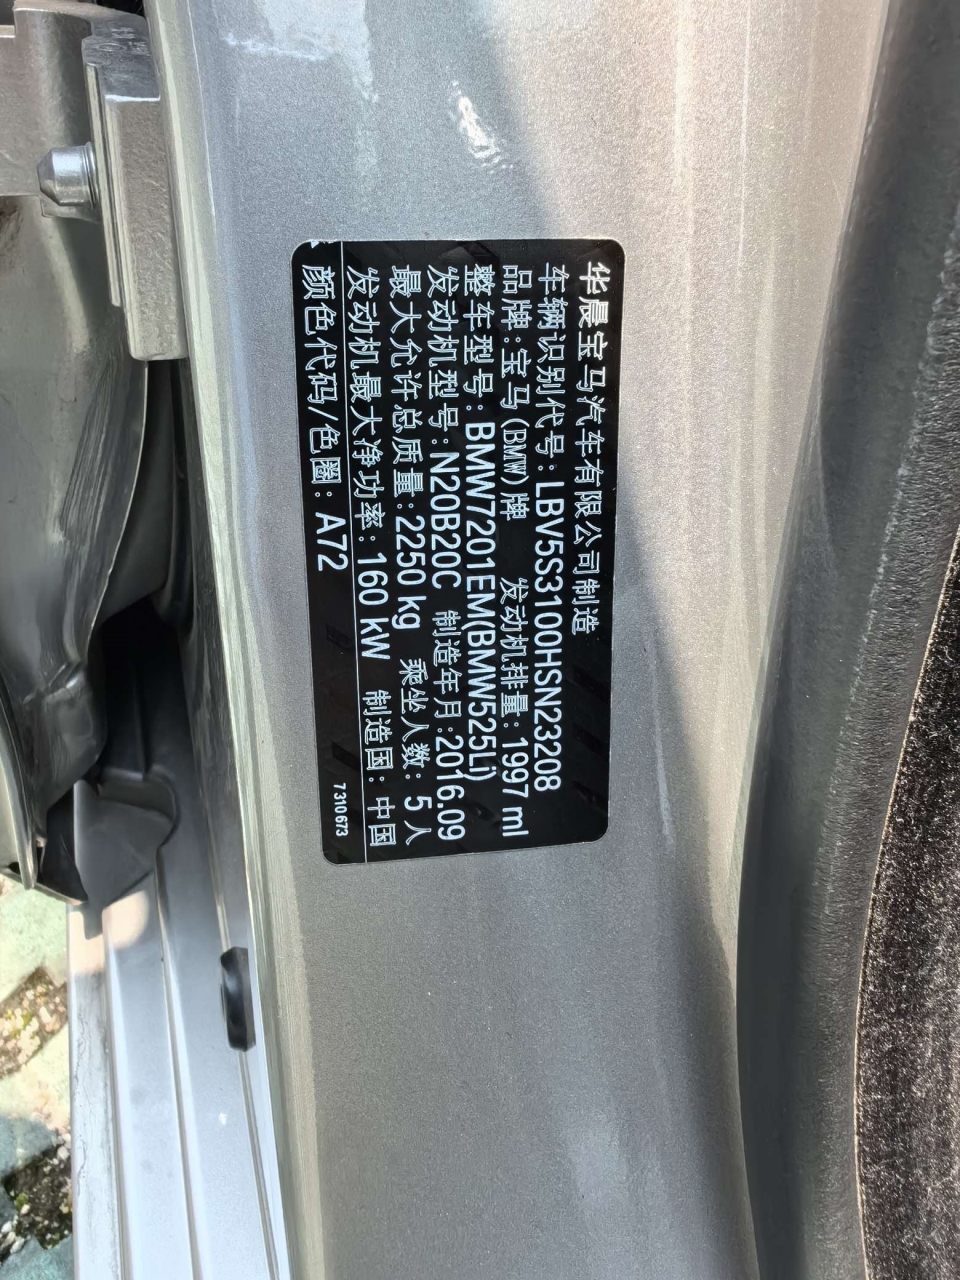 华晨宝马汽车有限公司制造
车辆识别代号:LBV5S3100HSN23208
品牌:宝马(BMW)牌 发动机排量:1997 ml
整车型号:BMW7201EM(BMW525Li)
发动机型号:N20B20C 制造年月:2016.09
最大允许总质量:2250 kg 乘坐人数: 5 人
发动机最大净功率: 160 kW 制造国: 中国
颜色代码/色圈: A72 7310673